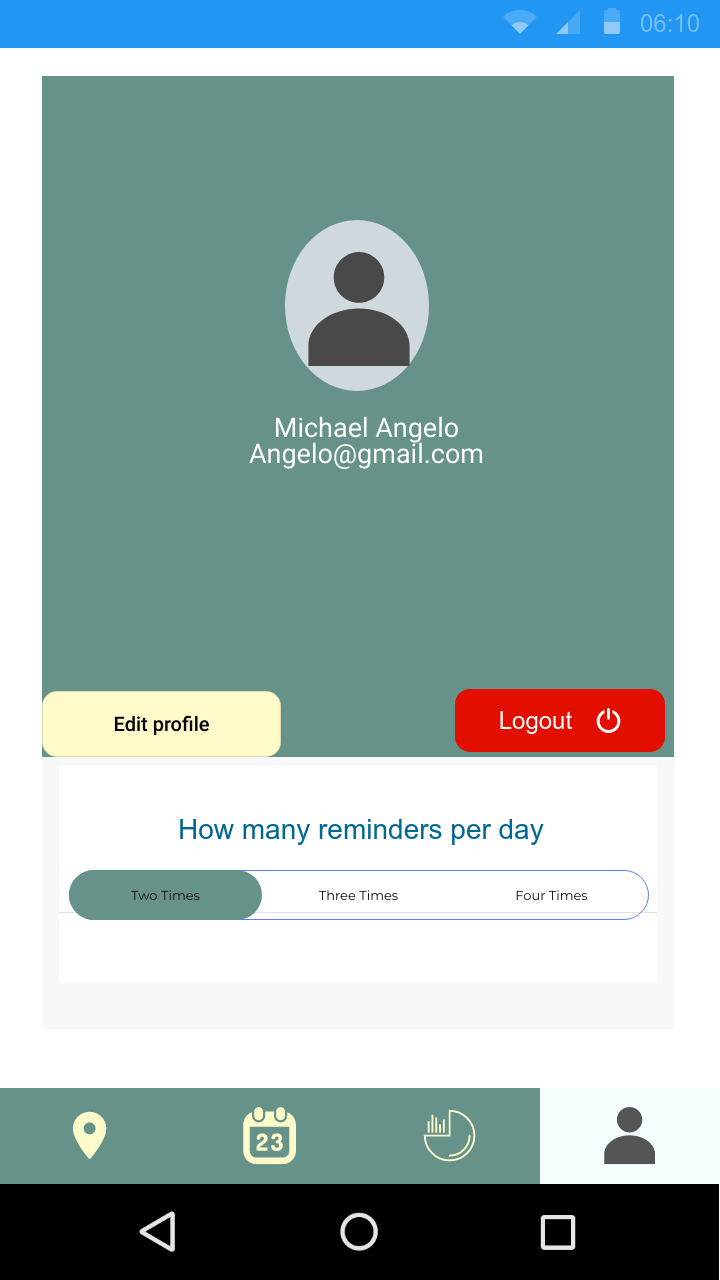 06:10
Michael Angelo
Angelo@gmail.com
Edit profile
Logout
How many reminders per day
Two Times
Three Times
Four Times
23